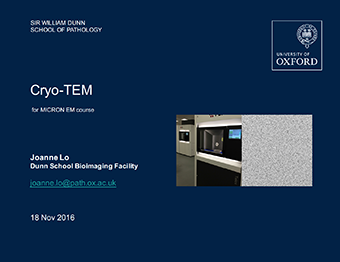 SIR WILLIAM DUNN
SCHOOL OF PATHOLOGY
UNIVERSITY OF
OXFORD
Cryo-TEM
for MICRON EM course
Joanne Lo
Dunn School Bioimaging Facility
joanne.lo@path.ox.ac.uk
18 Nov 2016